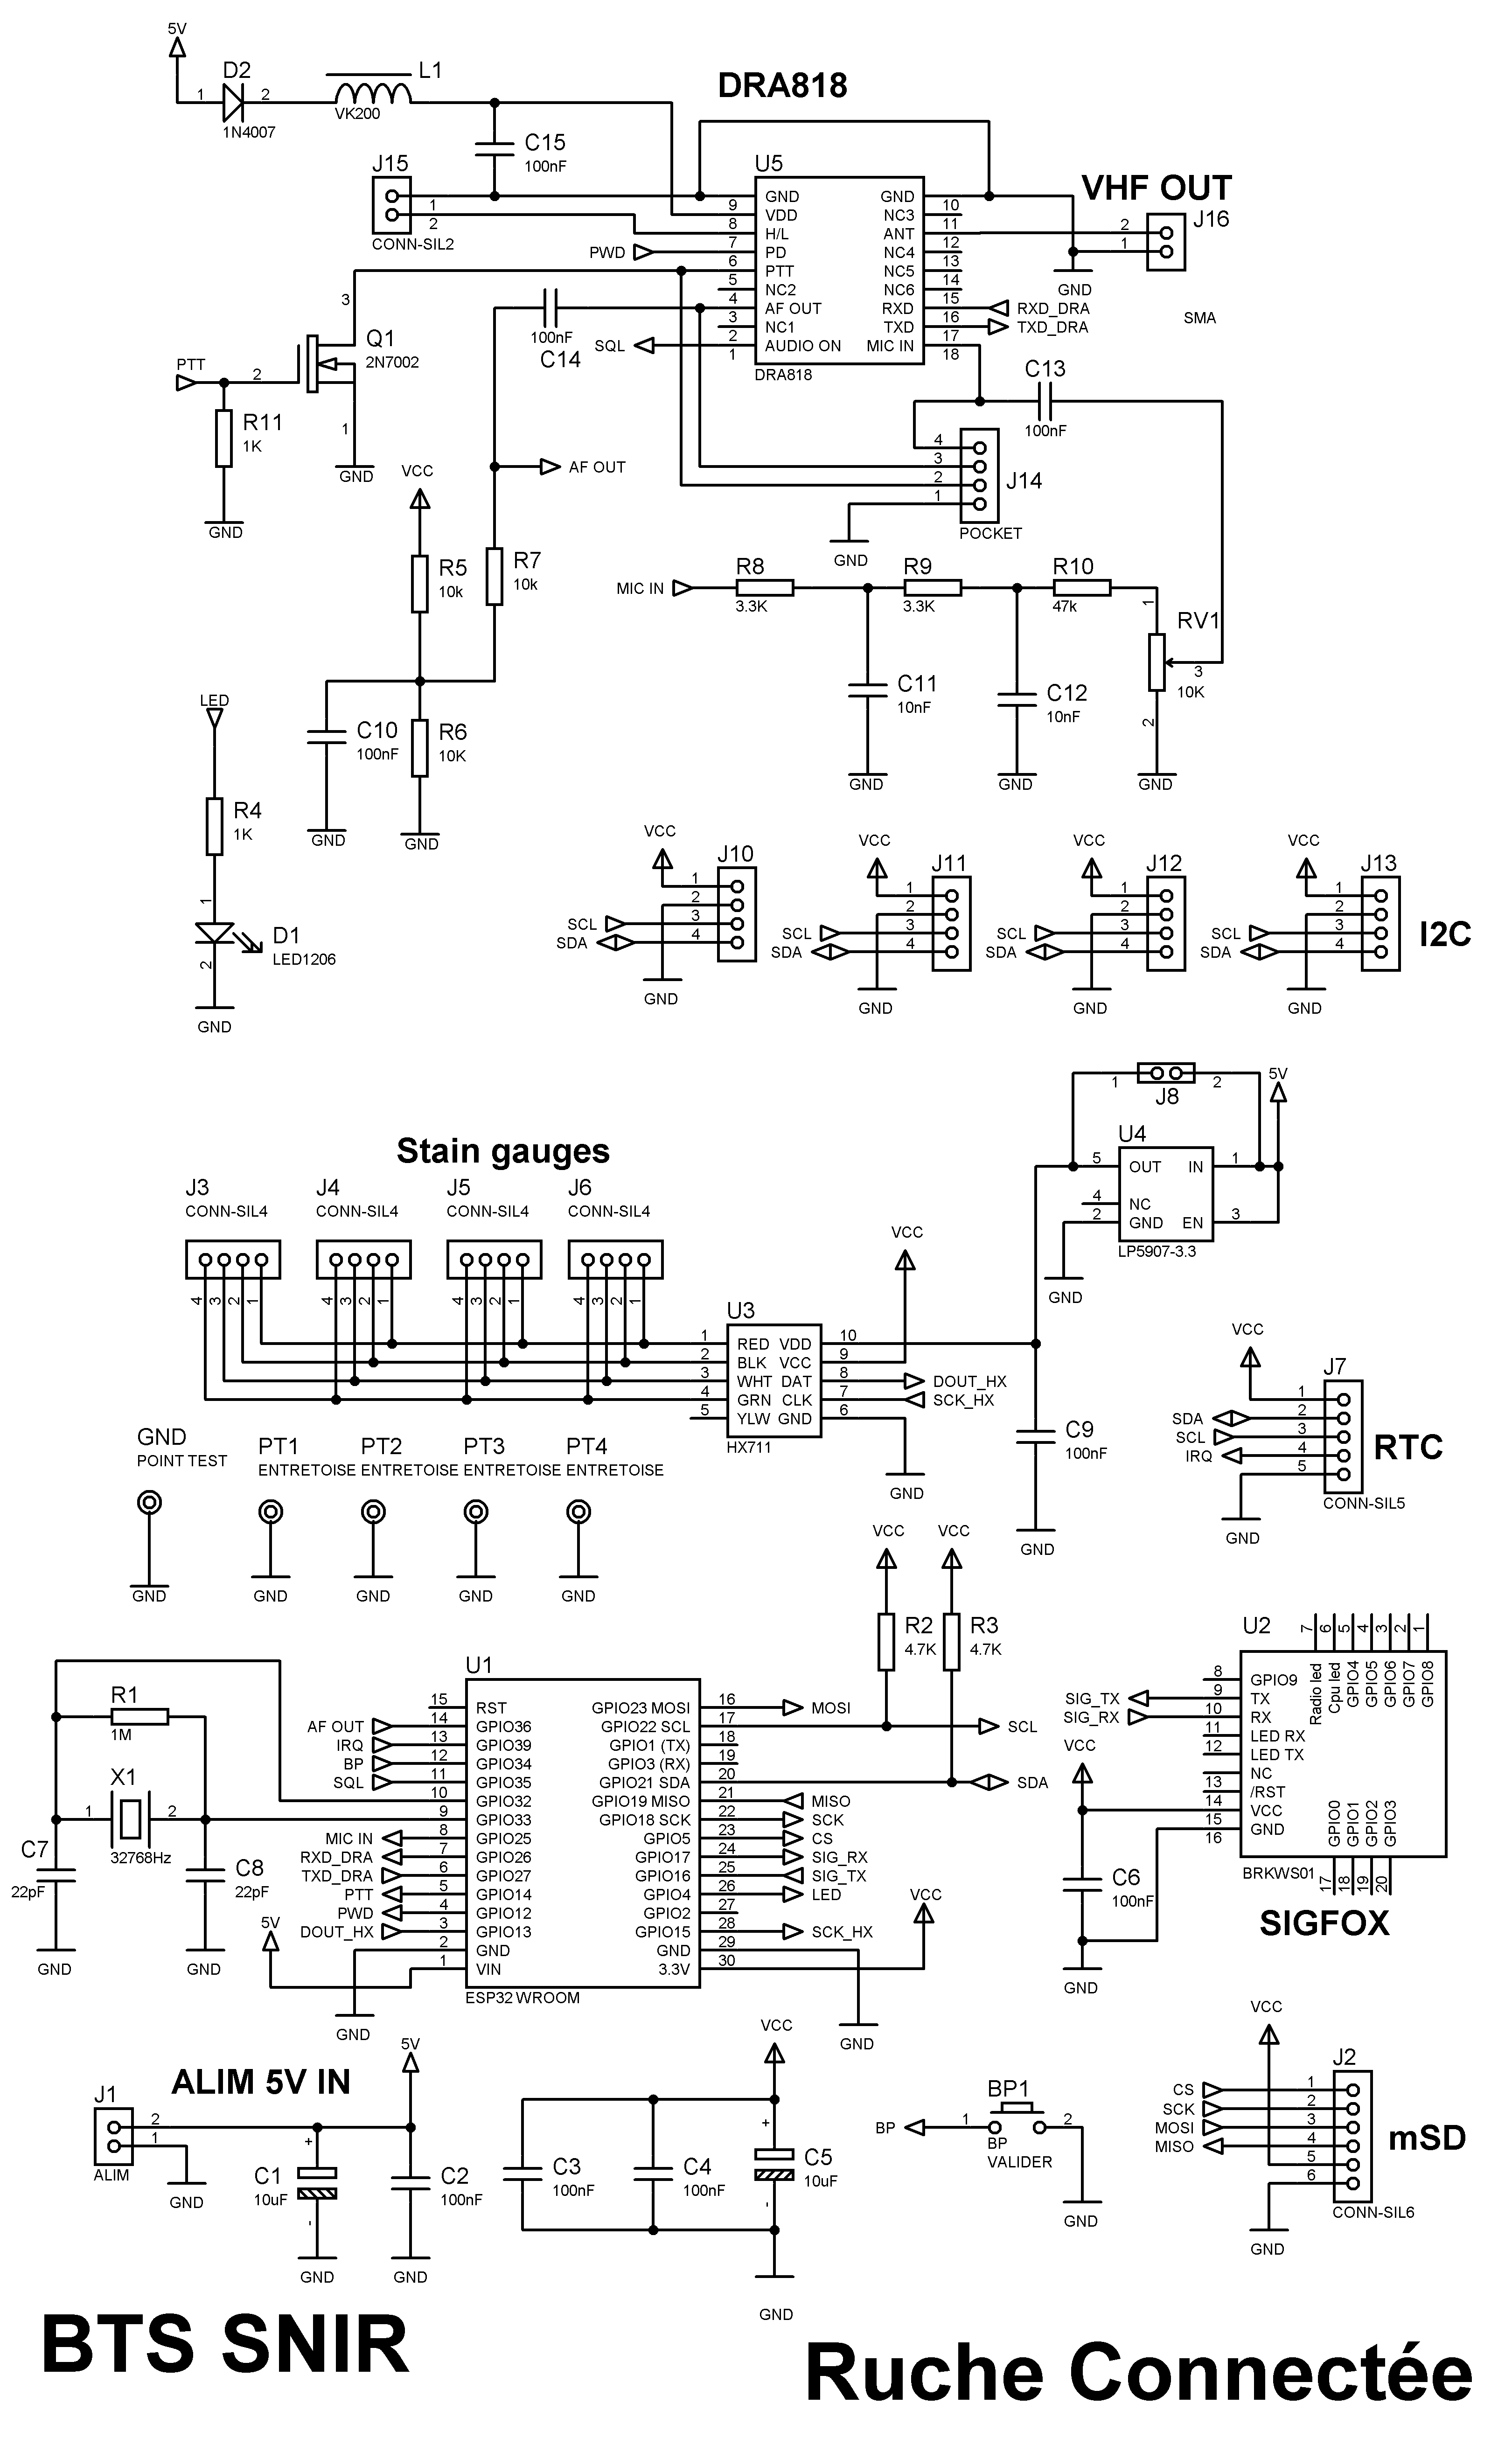 5V
D2
1
2
1N4007
L1
VK200
DRA818
C15
100nF
J15
1
2
CONN-SIL2
U5
GND
VDD
H/L
PD
PTT
NC2
AF OUT
NC1
AUDIO ON
9
8
7
6
5
4
3
2
1
GND
NC3
ANT
NC4
NC5
NC6
RXD
TXD
MIC IN
10
11
12
13
14
15
16
17
18
DRA818
PWD
SQL
RXD_DRA
TXD_DRA
VHF OUT
J16
2
1
GND
SMA
3
Q1
2N7002
PTT
2
1
R11
1K
GND
GND
100nF
C14
AF OUT
C13
100nF
4
3
2
1
J14
POCKET
GND
VCC
R5
10k
R7
10k
C10
100nF
R6
10K
GND
GND
MIC IN
R8
3.3K
R9
3.3K
R10
47k
1
RV1
3
10K
2
C11
10nF
C12
10nF
GND
GND
GND
LED
R4
1K
1
D1
LED1206
2
GND
VCC
J10
1
2
3
4
SCL
SDA
GND
VCC
J11
1
2
3
4
SCL
SDA
GND
VCC
J12
1
2
3
4
SCL
SDA
GND
VCC
J13
1
2
3
4
SCL
SDA
GND
I2C
1
2
J8
5V
U4
5
OUT
IN
1
4
NC
2
GND
EN
3
LP5907-3.3
GND
Stain gauges
J3
CONN-SIL4
4
3
2
1
J4
CONN-SIL4
4
3
2
1
J5
CONN-SIL4
4
3
2
1
J6
CONN-SIL4
4
3
2
1
VCC
U3
1
RED
VDD
10
2
BLK
VCC
9
3
WHT
DAT
8
DOUT_HX
4
GRN
CLK
7
SCK_HX
5
YLW
GND
6
HX711
GND
C9
100nF
GND
VCC
J7
1
SDA
2
SCL
3
IRQ
4
5
CONN-SIL5
GND
RTC
GND
POINT TEST
PT1
ENTRETOISE
PT2
ENTRETOISE
PT3
ENTRETOISE
PT4
ENTRETOISE
GND
GND
GND
GND
GND
VCC
VCC
R2
4.7K
R3
4.7K
R1
1M
X1
1
2
32768Hz
C7
22pF
C8
22pF
GND
GND
U1
15
RST
AF OUT
14
GPIO36
IRQ
13
GPIO39
BP
12
GPIO34
SQL
11
GPIO35
10
GPIO32
9
GPIO33
MIC IN
8
GPIO25
RXD_DRA
7
GPIO26
TXD_DRA
6
GPIO27
PTT
5
GPIO14
PWD
4
GPIO12
DOUT_HX
3
GPIO13
2
GND
1
VIN
5V
GND
ESP32 WROOM
GPIO23 MOSI
16
MOSI
GPIO22 SCL
17
SCL
GPIO1 (TX)
18
GPIO3 (RX)
19
GPIO21 SDA
20
SDA
GPIO19 MISO
21
MISO
GPIO18 SCK
22
SCK
GPIO5
23
CS
GPIO17
24
SIG_RX
GPIO16
25
SIG_TX
GPIO4
26
LED
GPIO2
27
GPIO15
28
SCK_HX
GND
29
3.3V
30
VCC
GND
U2
7
6
5
4
3
2
1
Radio led
Cpu led
GPIO4
GPIO5
GPIO6
GPIO7
GPIO8
8
GPIO9
SIG_TX
9
TX
SIG_RX
10
RX
11
LED RX
12
LED TX
NC
13
/RST
14
VCC
15
GND
16
GPIO0
GPIO1
GPIO2
GPIO3
17
18
19
20
BRKWS01
VCC
C6
100nF
GND
SIGFOX
ALIM 5V IN
J1
2
1
ALIM
GND
5V
+
C1
10uF
-
GND
C2
100nF
GND
VCC
C3
100nF
C4
100nF
+
C5
10uF
-
GND
BP
1
BP1
2
BP
VALIDER
GND
VCC
J2
CS
1
SCK
2
MOSI
3
MISO
4
5
6
CONN-SIL6
GND
mSD
BTS SNIR
Ruche Connectée